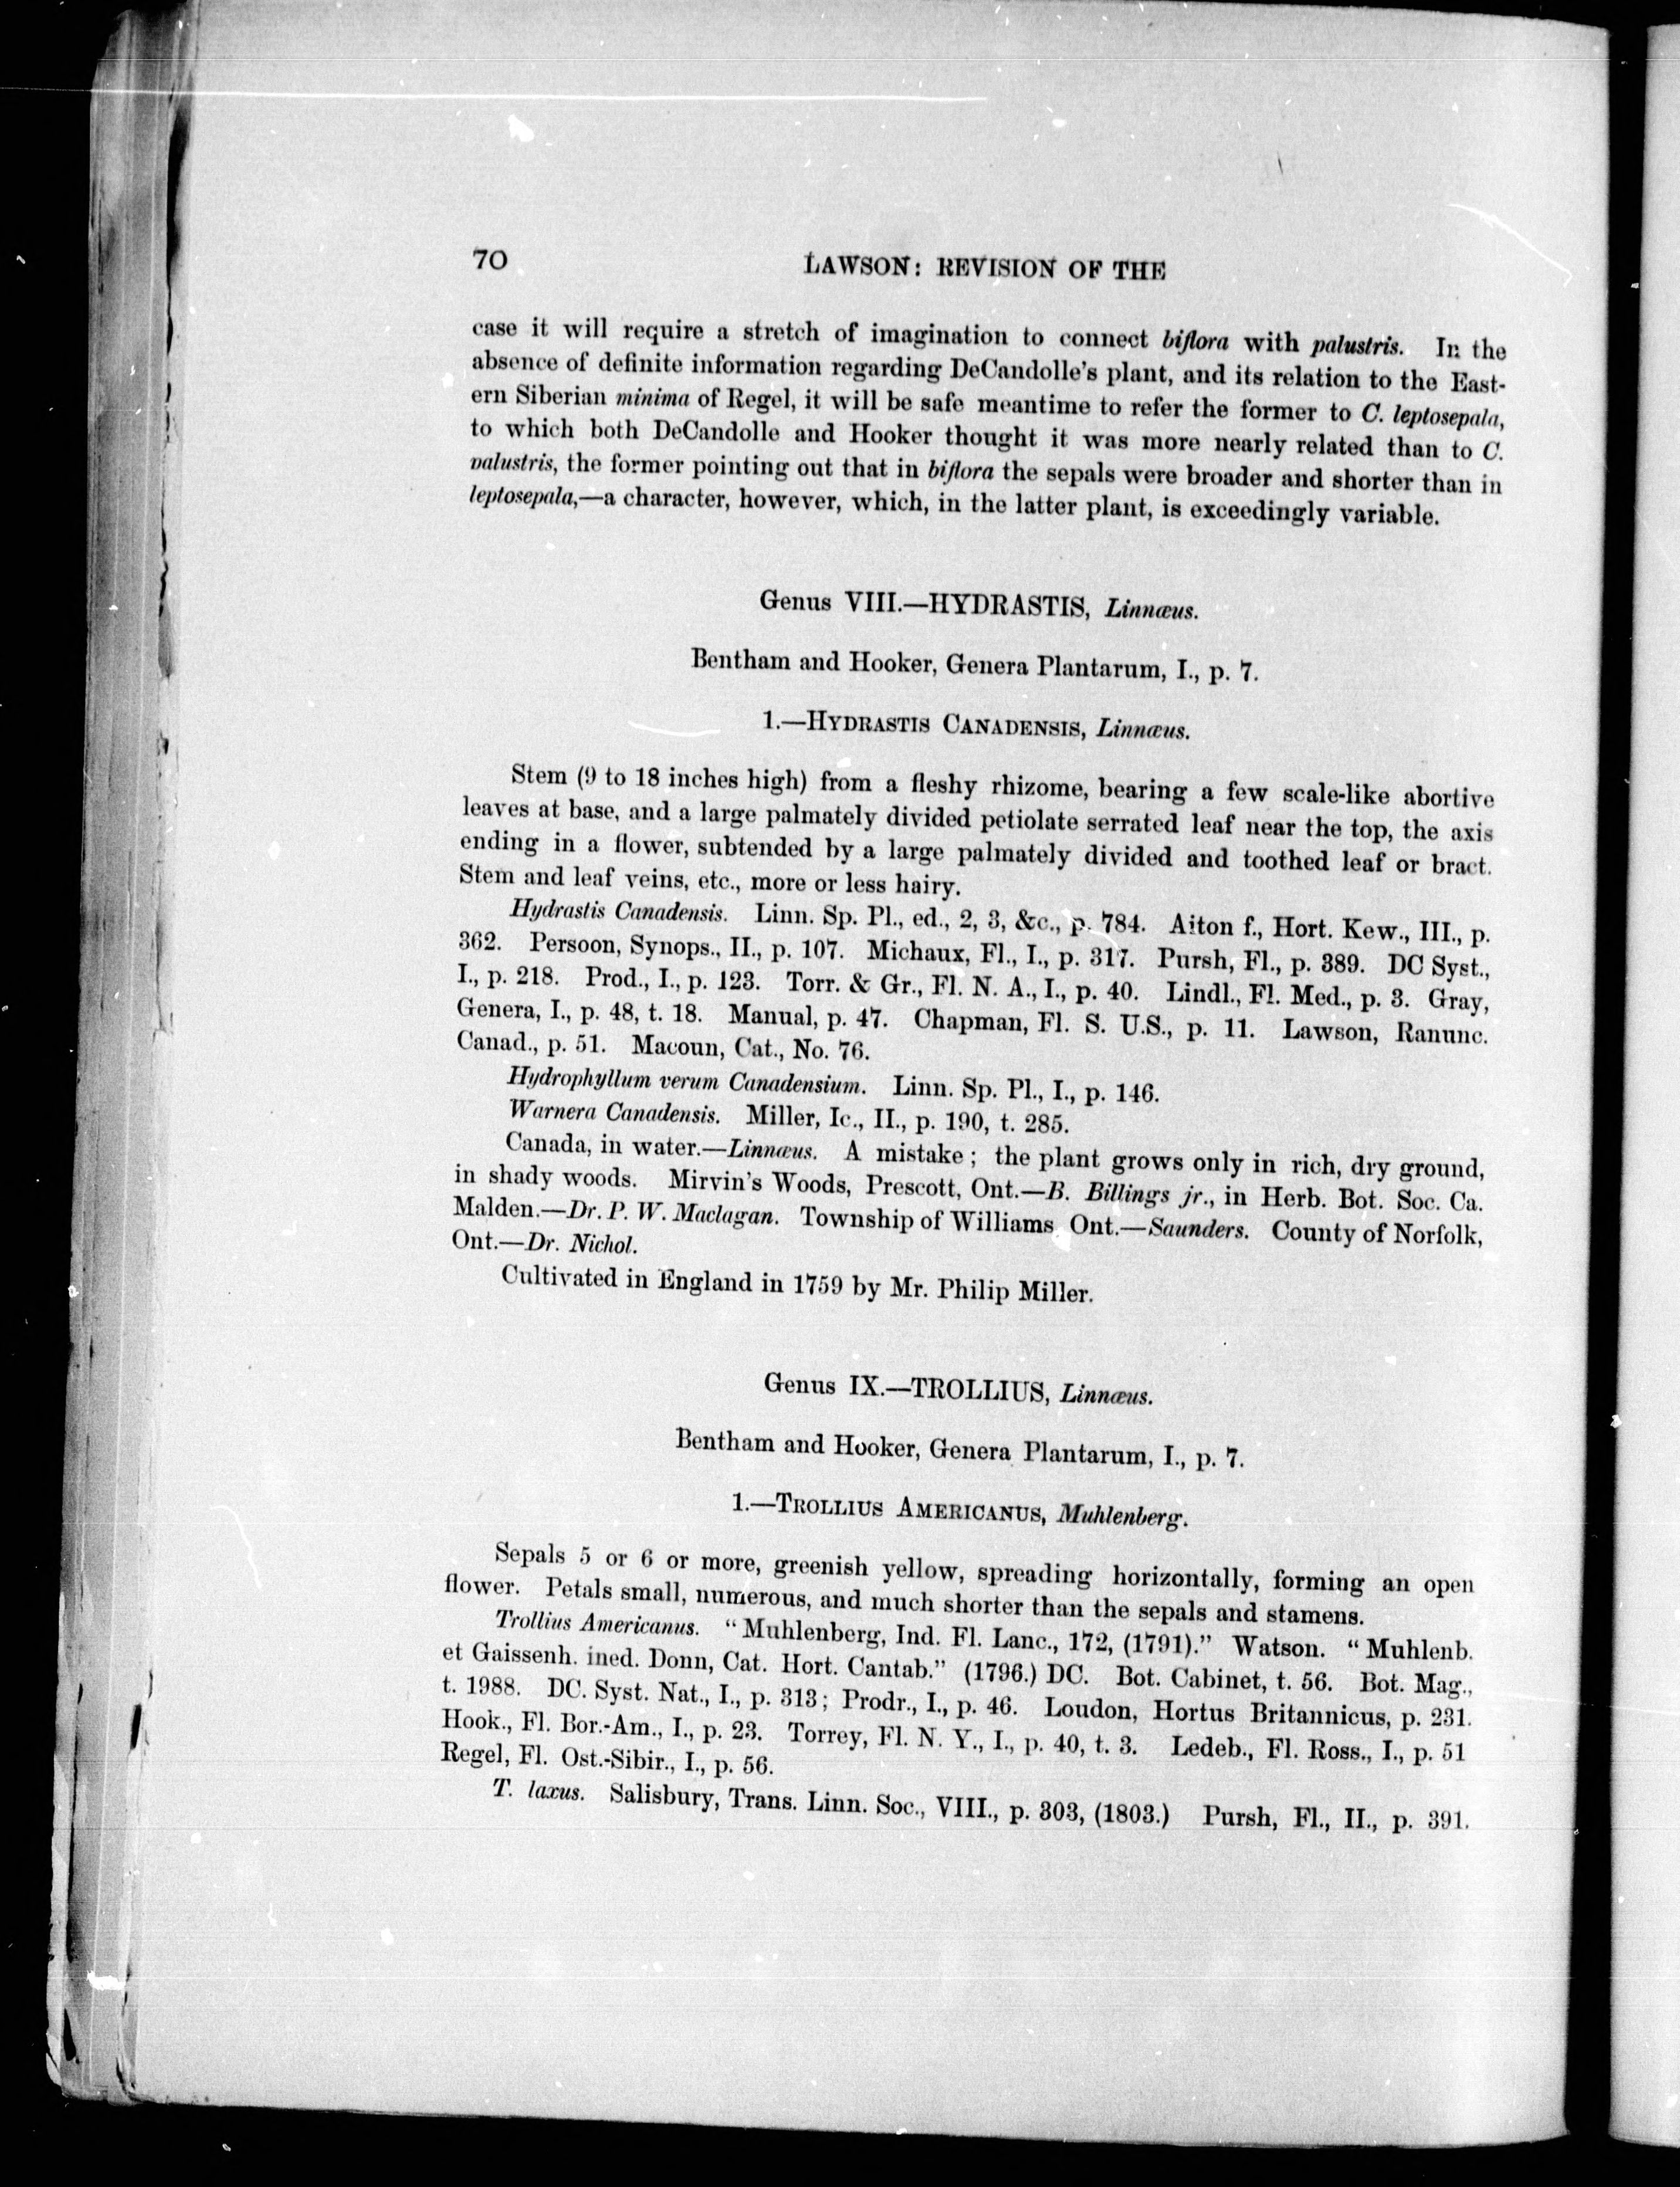 70
LAWSON: REVISION OF THE
case it will require a stretch of imagination to connect biflora with palustris. In the
absence of definite information regarding DeCandolle's plant, and its relation to the East-
ern Siberian minima of Regel, it will be safe meantime to refer the former to C. leptosepala,
to which both DeCandolle and Hooker thought it was more nearly related than to C.
palustris, the former pointing out that in biflora the sepals were broader and shorter than in
leptosepala,—a character, however, which, in the latter plant, is exceedingly variable.
Genus VIII.—HYDRASTIS, Linnæus.
Bentham and Hooker, Genera Plantarum, I., p. 7.
1.—HYDRASTIS CANADENSIS, Linnæus.
Stem (9 to 18 inches high) from a fleshy rhizome, bearing a few scale-like abortive
leaves at base, and a large palmately divided petiolate serrated leaf near the top, the axis
ending in a flower, subtended by a large palmately divided and toothed leaf or bract.
Stem and leaf veins, etc., more or less hairy.
Hydrastis Canadensis. Linn. Sp. Pl., ed., 2, 3, &c., p. 784. Aiton f., Hort. Kew., III., p.
362. Persoon, Synops., II., p. 107. Michaux, Fl., I., p. 317. Pursh, Fl., p. 389. DC Syst.,
I., p. 218. Prod., I., p. 123. Torr. & Gr., Fl. N. A., I., p. 40. Lindl., Fl. Med., p. 3. Gray,
Genera, I., p. 48, t. 18. Manual, p. 47. Chapman, Fl. S. U.S., p. 11. Lawson, Ranunc.
Canad., p. 51. Macoun, Cat., No. 76.
Hydrophyllum verum Canadensium. Linn. Sp. Pl., I., p. 146.
Warnera Canadensis. Miller, Ic., II., p. 190, t. 285.
Canada, in water.—Linnæus. A mistake; the plant grows only in rich, dry ground,
in shady woods. Mirvin's Woods, Prescott, Ont.—B. Billings jr., in Herb. Bot. Soc. Ca.
Malden.—Dr. P. W. Maclagan. Township of Williams Ont.—Saunders. County of Norfolk,
Ont.—Dr. Nichol.
Cultivated in England in 1759 by Mr. Philip Miller.
Genus IX.—TROLLIUS, Linnæus.
Bentham and Hooker, Genera Plantarum, I., p. 7.
1.—TROLLIUS AMERICANUS, Muhlenberg.
Sepals 5 or 6 or more, greenish yellow, spreading horizontally, forming an open
flower. Petals small, numerous, and much shorter than the sepals and stamens.
Trollius Americanus. "Muhlenberg, Ind. Fl. Lanc., 172, (1791)." Watson. "Muhlenb.
et Gaissenh. ined. Donn, Cat. Hort. Cantab." (1796.) DC. Bot. Cabinet, t. 56. Bot. Mag.,
t. 1988. DC. Syst. Nat., I., p. 313; Prodr., I., p. 46. Loudon, Hortus Britannicus, p. 231.
Hook., Fl. Bor.-Am., I., p. 23. Torrey, Fl. N. Y., I., p. 40, t. 3. Ledeb., Fl. Ross., I., p. 51
Regel, Fl. Ost.-Sibir., I., p. 56.
T. laxus. Salisbury, Trans. Linn. Soc., VIII., p. 303, (1803.) Pursh, Fl., II., p. 391.